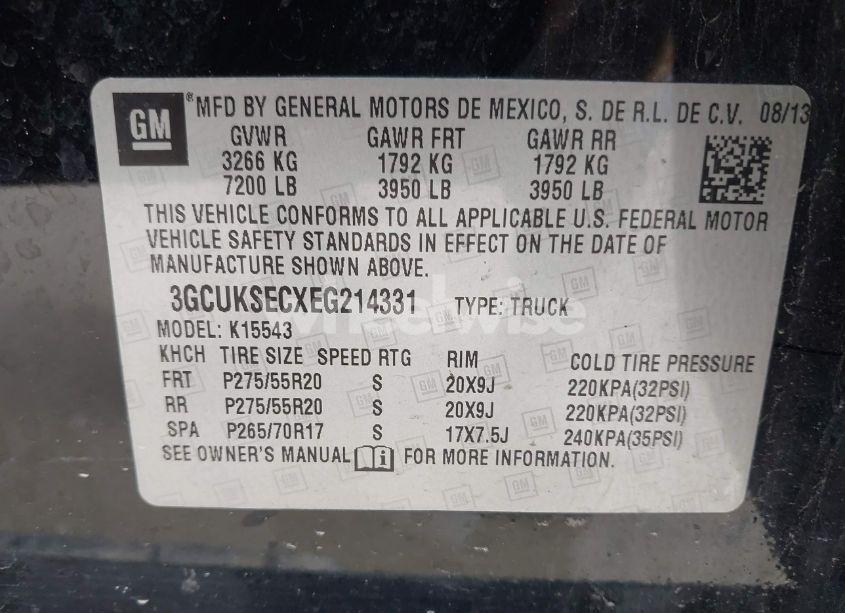 GM ® MFD BY GENERAL MOTORS DE MEXICO, S. DE R.L. DE C.V. 08/13
GVWR GAWR FRT GAWR RR
3266 KG 1792 KG 1792 KG
7200 LB 3950 LB 3950 LB
THIS VEHICLE CONFORMS TO ALL APPLICABLE U.S. FEDERAL MOTOR
VEHICLE SAFETY STANDARDS IN EFFECT ON THE DATE OF
MANUFACTURE SHOWN ABOVE.
3GCUKSECXEG214331 TYPE: TRUCK
MODEL: K15543
KHCH TIRE SIZE SPEED RTG RIM COLD TIRE PRESSURE
FRT P275/55R20 S 20X9J 220KPA(32PSI)
RR P275/55R20 S 20X9J 220KPA(32PSI)
SPA P265/70R17 S 17X7.5J 240KPA(35PSI)
SEE OWNER'S MANUAL FOR MORE INFORMATION.